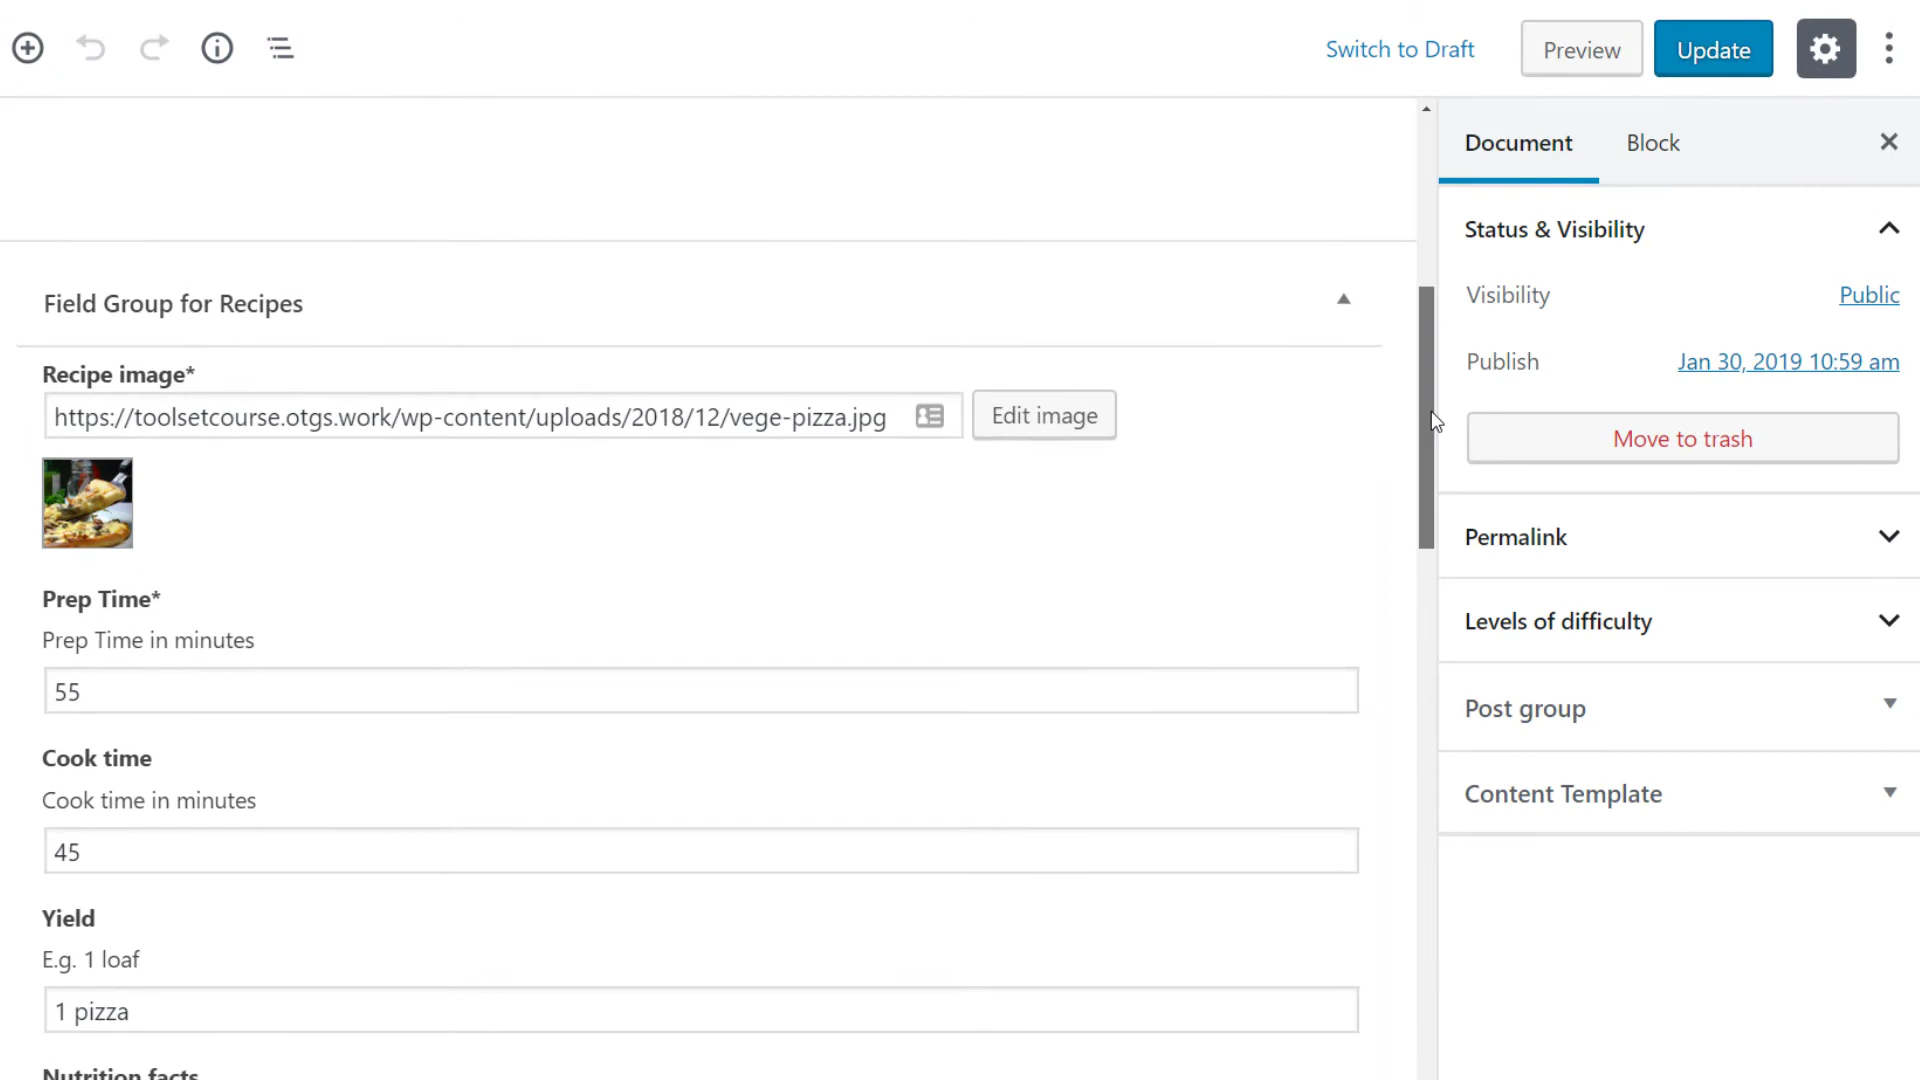 Switch to Draft
Preview
Update
Document
Block
Status & Visibility
Visibility
Public
Publish
Jan 30, 2019 10:59 am
Move to trash
Permalink
Levels of difficulty
Post group
Content Template
Field Group for Recipes
Recipe image*
https://toolsetcourse.otgs.work/wp-content/uploads/2018/12/vege-pizza.jpg
Edit image
Prep Time*
Prep Time in minutes
55
Cook time
Cook time in minutes
45
Yield
E.g. 1 loaf
1 pizza
Nutrition facts